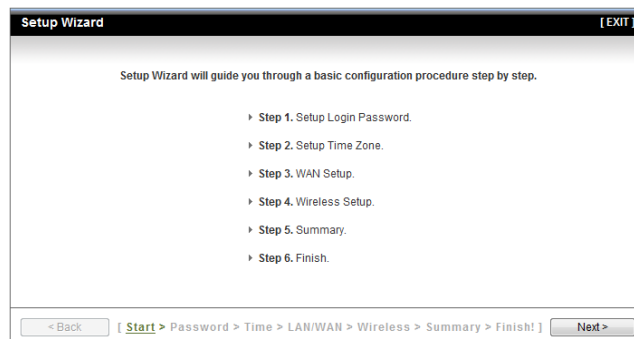 Setup Wizard [ EXIT ]
Setup Wizard will guide you through a basic configuration procedure step by step.
Step 1. Setup Login Password.
Step 2. Setup Time Zone.
Step 3. WAN Setup.
Step 4. Wireless Setup.
Step 5. Summary.
Step 6. Finish.
< Back [ Start > Password > Time > LAN/WAN > Wireless > Summary > Finish! ] Next >